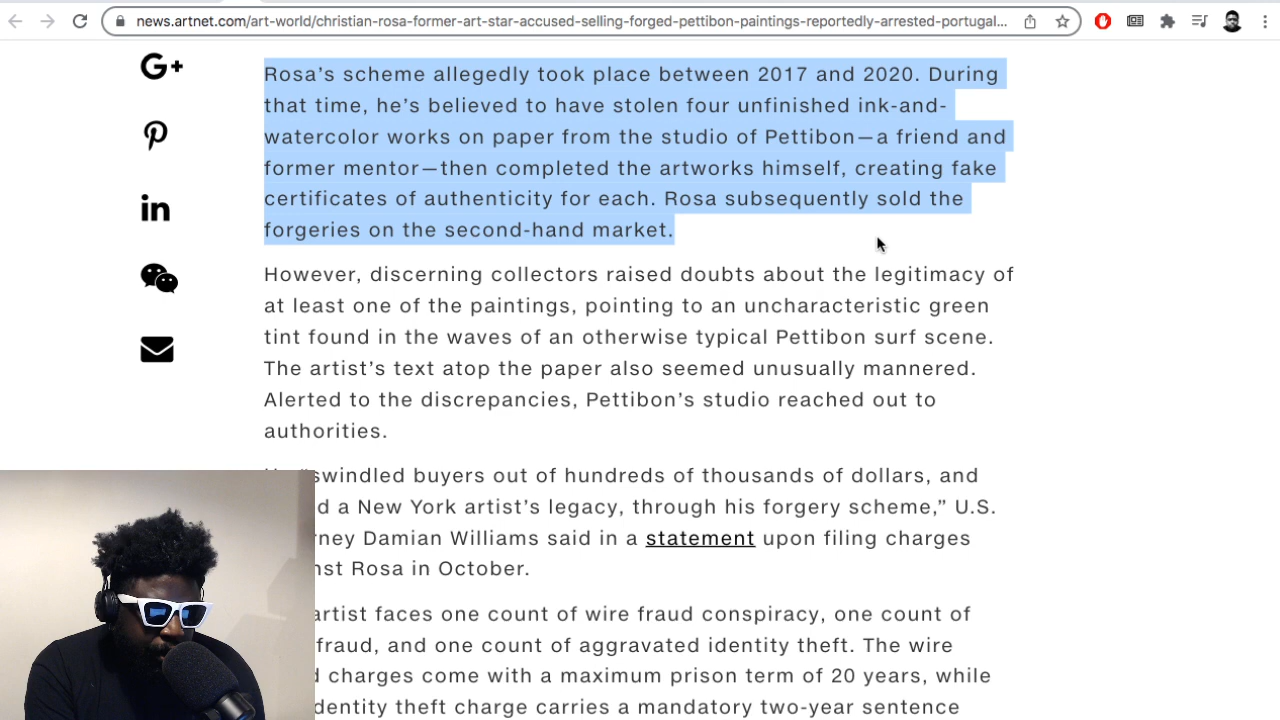 news.artnet.com/art-world/christian-rosa-former-art-star-accused-selling-forged-pettibon-paintings-reportedly-arrested-portugal...
G+
in
Rosa's scheme allegedly took place between 2017 and 2020. During
that time, he's believed to have stolen four unfinished ink-and-
watercolor works on paper from the studio of Pettibon—a friend and
former mentor—then completed the artworks himself, creating fake
certificates of authenticity for each. Rosa subsequently sold the
forgeries on the second-hand market.
However, discerning collectors raised doubts about the legitimacy of
at least one of the paintings, pointing to an uncharacteristic green
tint found in the waves of an otherwise typical Pettibon surf scene.
The artist's text atop the paper also seemed unusually mannered.
Alerted to the discrepancies, Pettibon's studio reached out to
authorities.
swindled buyers out of hundreds of thousands of dollars, and
a New York artist's legacy, through his forgery scheme,” U.S.
Damian Williams said in a statement upon filing charges
Rosa in October.
artist faces one count of wire fraud conspiracy, one count of
fraud, and one count of aggravated identity theft. The wire
charges come with a maximum prison term of 20 years, while
identity theft charge carries a mandatory two-year sentence